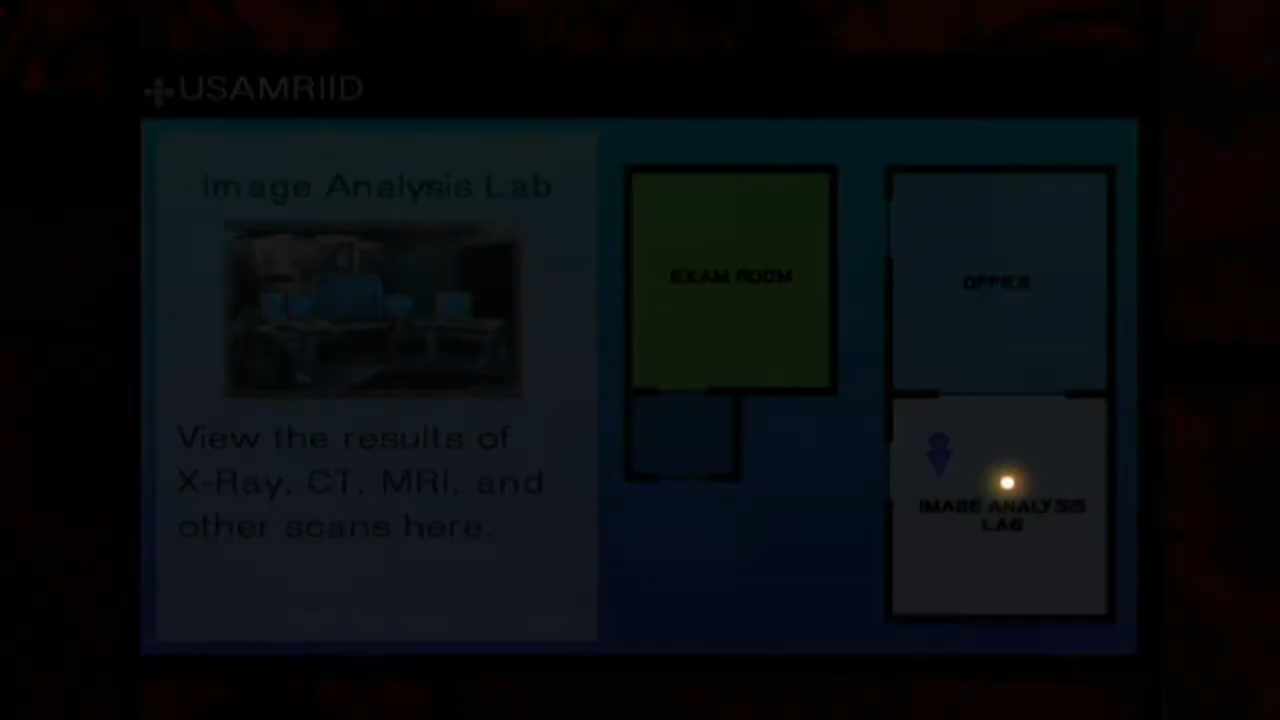 USAMRIID
Image Analysis Lab
View the results of
X-Ray, CT, MRI, and
other scans here.
EXAM ROOM
OFFICE
IMAGE ANALYSIS
LAB